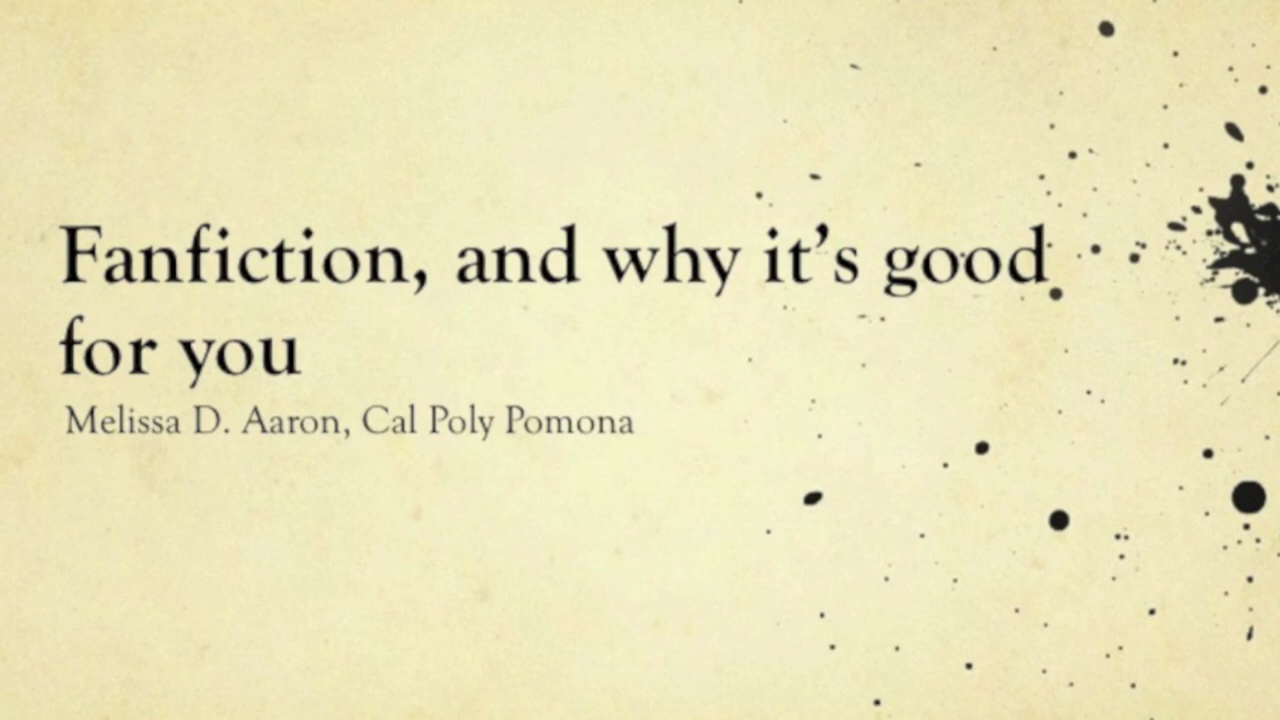 Fanfiction, and why it’s good
for you
Melissa D. Aaron, Cal Poly Pomona